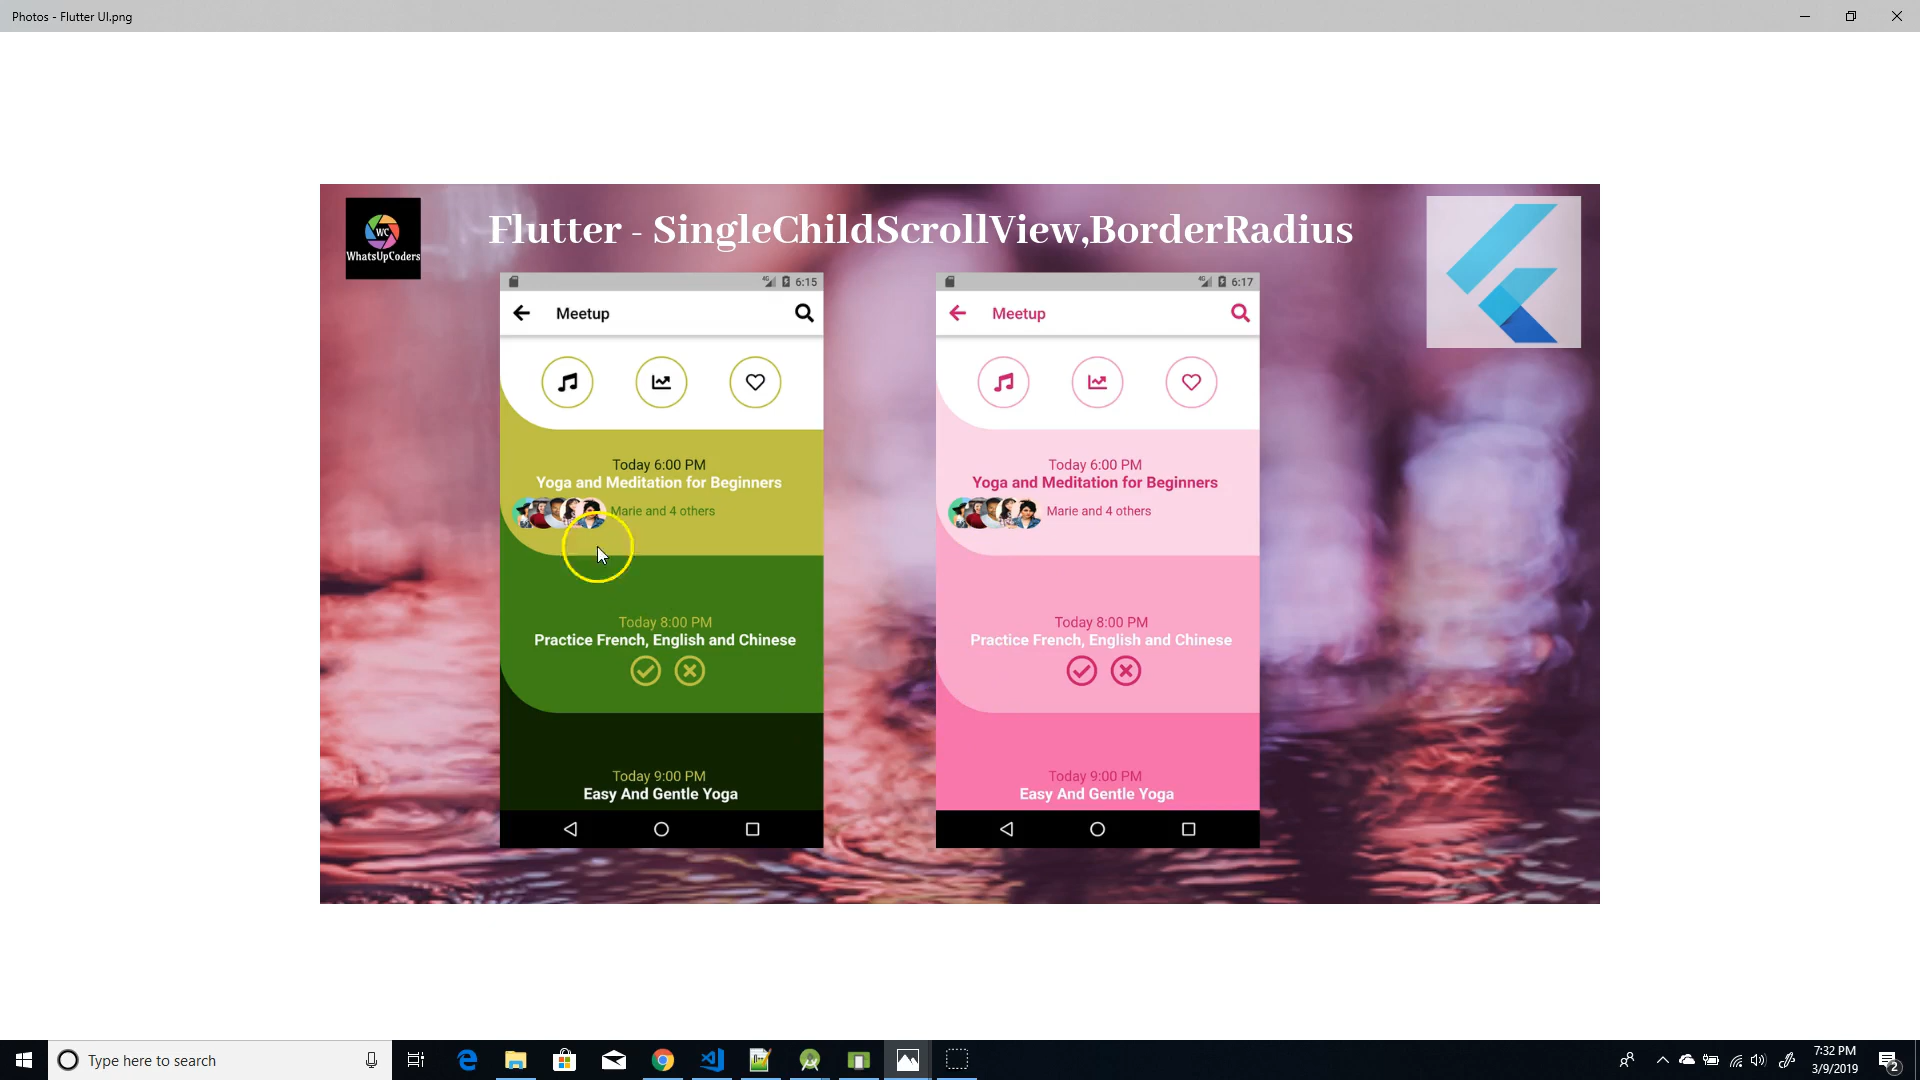 Photos - Flutter UI.png
WC
WhatsUpCoders
Flutter - SingleChildScrollView,BorderRadius
4G 6:15
Meetup
Today 6:00 PM
Yoga and Meditation for Beginners
Marie and 4 others
Today 8:00 PM
Practice French, English and Chinese
Today 9:00 PM
Easy And Gentle Yoga
4G 6:17
Meetup
Today 6:00 PM
Yoga and Meditation for Beginners
Marie and 4 others
Today 8:00 PM
Practice French, English and Chinese
Today 9:00 PM
Easy And Gentle Yoga
Type here to search
7:32 PM
3/9/2019
2